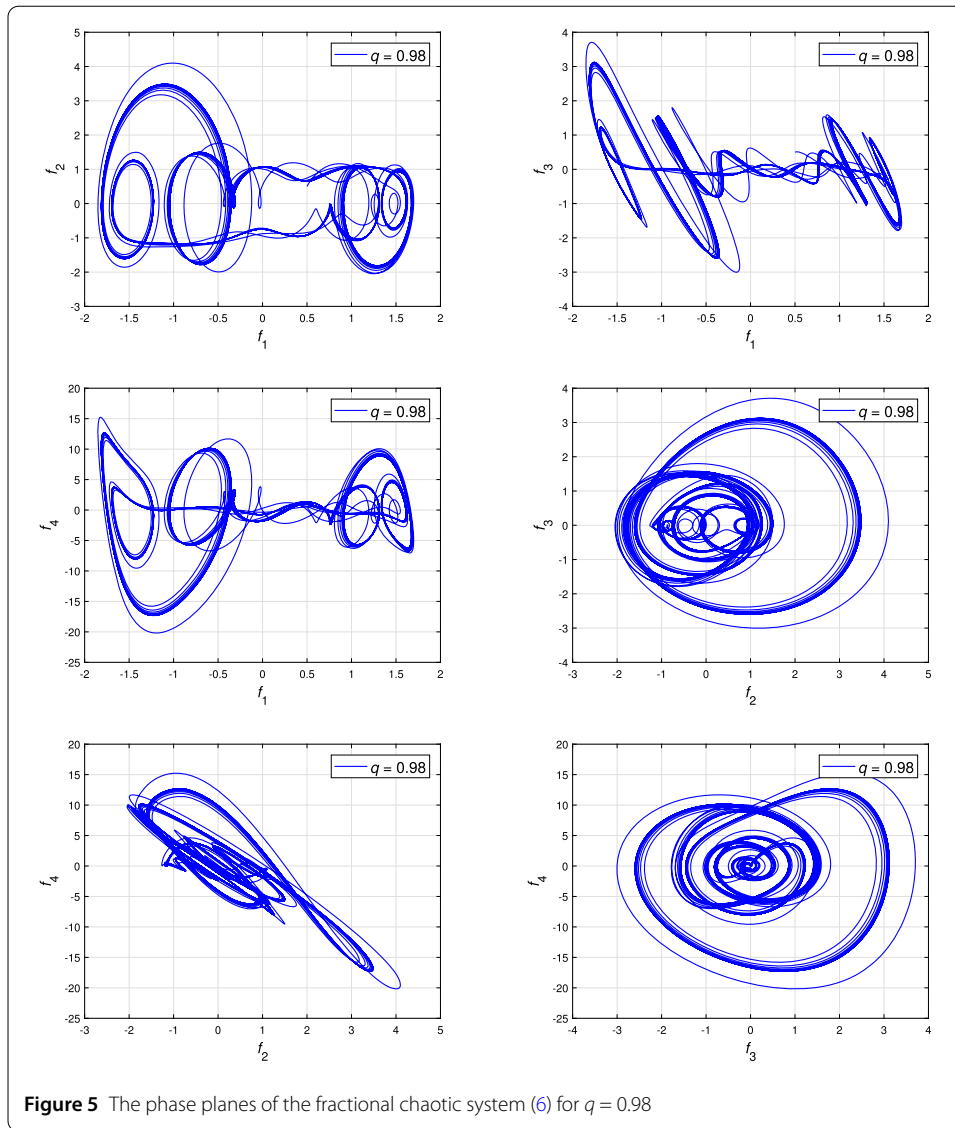 5
4
3
2
1
0
-1
-2
-3
f2
q = 0.98
-2 -1.5 -1 -0.5 0 0.5 1 1.5 2
f1
4
3
2
1
0
-1
-2
-3
-4
f3
q = 0.98
-2 -1.5 -1 -0.5 0 0.5 1 1.5 2
f1
20
15
10
5
0
-5
-10
-15
-20
-25
f4
q = 0.98
-2 -1.5 -1 -0.5 0 0.5 1 1.5 2
f1
4
3
2
1
0
-1
-2
-3
-4
f3
q = 0.98
-3 -2 -1 0 1 2 3 4 5
f2
20
15
10
5
0
-5
-10
-15
-20
-25
f4
q = 0.98
-3 -2 -1 0 1 2 3 4 5
f2
20
15
10
5
0
-5
-10
-15
-20
-25
f4
q = 0.98
-4 -3 -2 -1 0 1 2 3 4
f3
Figure 5 The phase planes of the fractional chaotic system (6) for q = 0.98